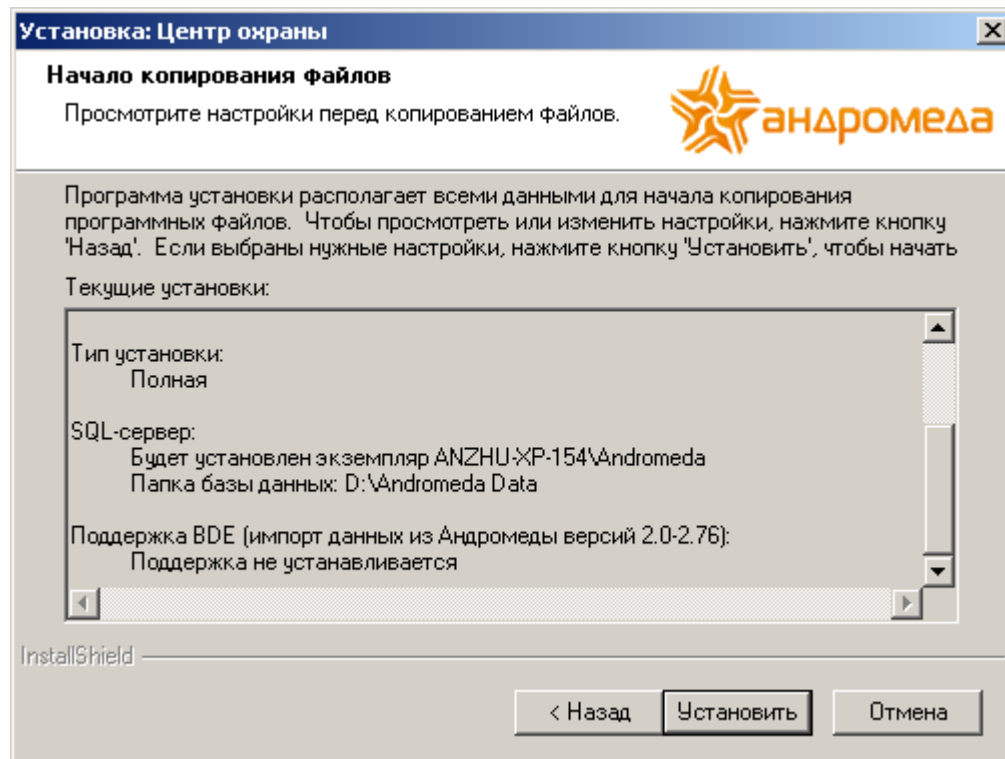 Установка: Центр охраны
Начало копирования файлов
Просмотрите настройки перед копированием файлов.
андромеда
Программа установки располагает всеми данными для начала копирования
программных файлов. Чтобы просмотреть или изменить настройки, нажмите кнопку
'Назад'. Если выбраны нужные настройки, нажмите кнопку 'Установить', чтобы начать
Текущие установки:
Тип установки:
Полная
SQL-сервер:
Будет установлен экземпляр ANZHU-XP-154\Andromeda
Папка базы данных: D:\Andromeda Data
Поддержка BDE (импорт данных из Андромеды версий 2.0-2.76):
Поддержка не устанавливается
InstallShield
< Назад
Установить
Отмена